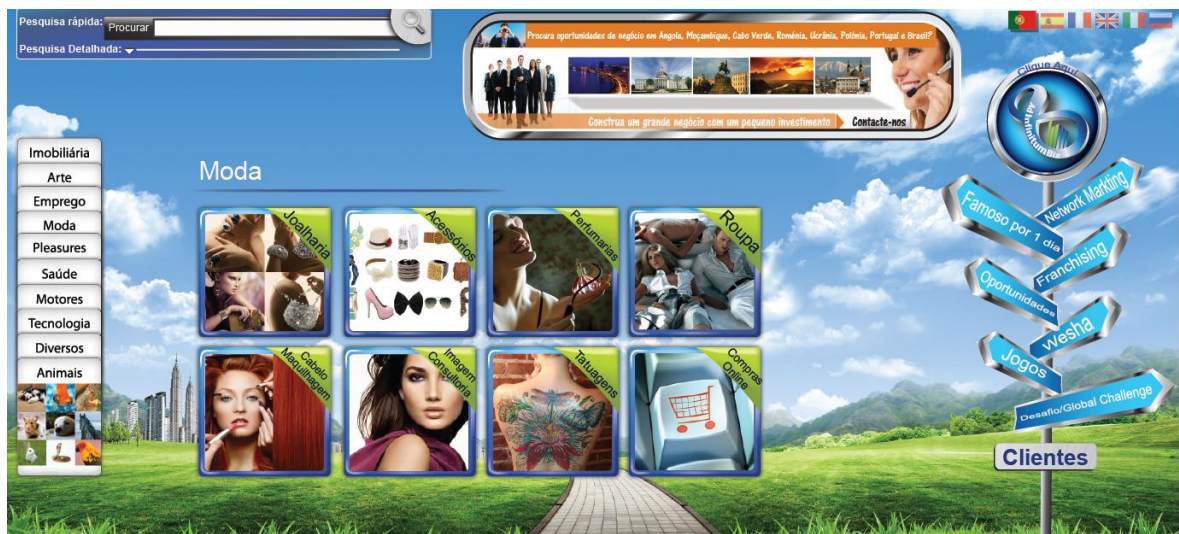 Pesquisa rápida:
Procurar
Pesquisa Detalhada:
Procura oportunidades de negócio em Angola, Moçambique, Cabo Verde, Roménia, Ucrânia, Polónia, Portugal e Brasil?
Construa um grande negócio com um pequeno investimento
Contacte-nos
Clique Aqui
InfinitumBiz
Imobiliária
Arte
Emprego
Moda
Pleasures
Saúde
Motores
Tecnologia
Diversos
Animais
Moda
Joalharia
Acessórios
Perfumarias
Roupa
Cabelo
Maquilhagem
Imagem
Consultoria
Tatuagens
Compras
Online
Network Markting
Famoso por 1 dia
Franchising
Oportunidades
Wesha
Jogos
Desafio/Global Challenge
Clientes